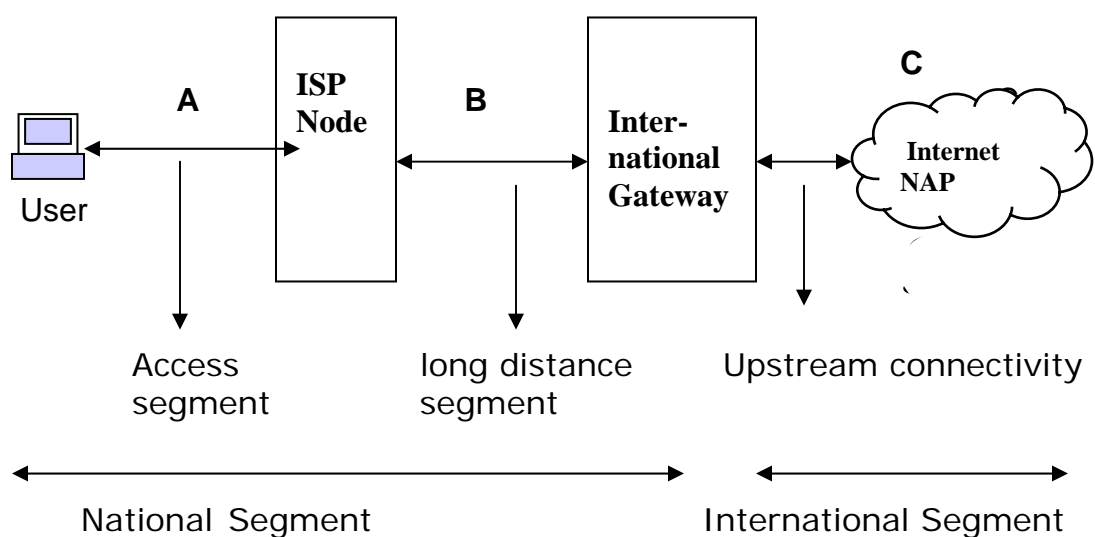 C
A
B
ISP
Node
Inter-
national
Gateway
Internet
NAP
User
Access
segment
long distance
segment
Upstream connectivity
National Segment
International Segment